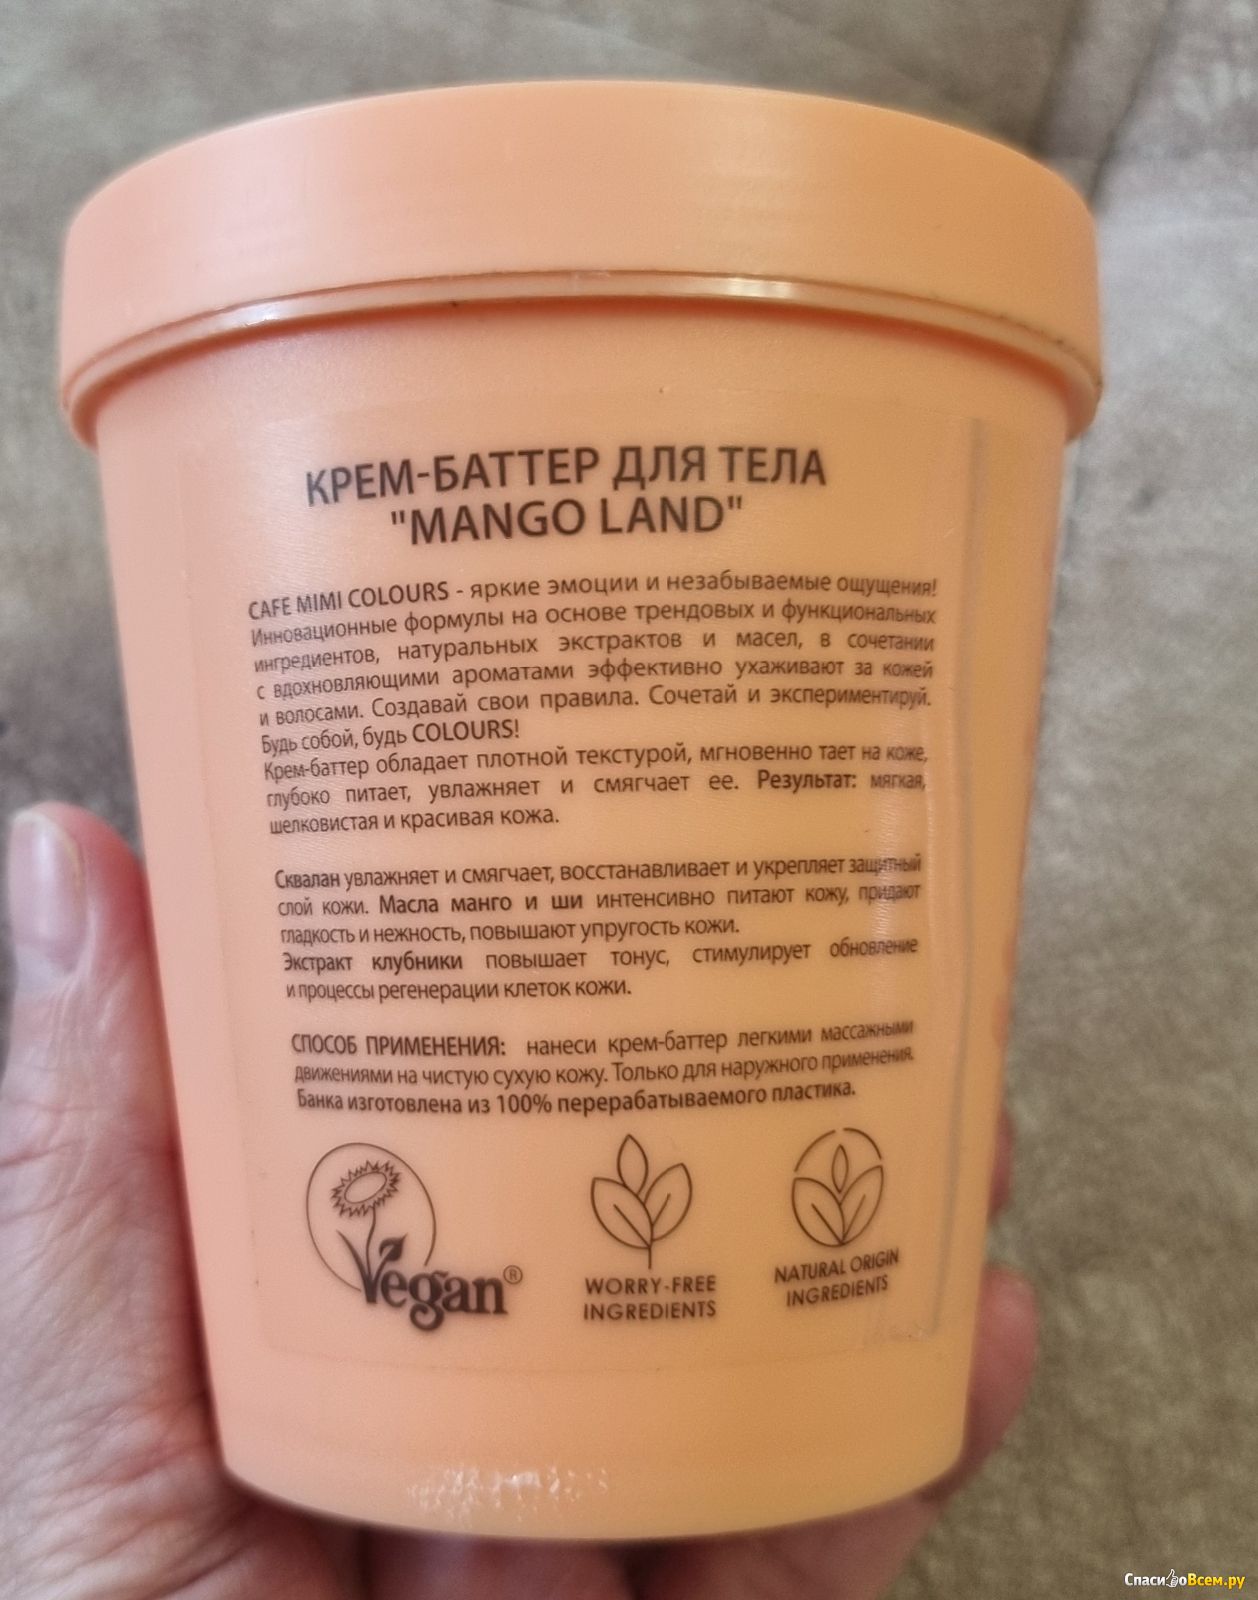 КРЕМ-БАТТЕР ДЛЯ ТЕЛА
"MANGO LAND"
CAFE MIMI COLOURS - яркие эмоции и незабываемые ощущения!
Инновационные формулы на основе трендовых и функциональных
ингредиентов, натуральных экстрактов и масел, в сочетании
с вдохновляющими ароматами эффективно ухаживают за кожей
и волосами. Создавай свои правила. Сочетай и экспериментируй.
Будь собой, будь COLOURS!
Крем-баттер обладает плотной текстурой, мгновенно тает на коже,
глубоко питает, увлажняет и смягчает ее. Результат: мягкая,
шелковистая и красивая кожа.
Сквалан увлажняет и смягчает, восстанавливает и укрепляет защитный
слой кожи. Масла манго и ши интенсивно питают кожу, придают
гладкость и нежность, повышают упругость кожи.
Экстракт клубники повышает тонус, стимулирует обновление
и процессы регенерации клеток кожи.
СПОСОБ ПРИМЕНЕНИЯ: нанеси крем-баттер легкими массажными
движениями на чистую сухую кожу. Только для наружного применения.
Банка изготовлена из 100% перерабатываемого пластика.
Vegan®
WORRY-FREE
INGREDIENTS
NATURAL ORIGIN
INGREDIENTS
СпасибоВсем.ру